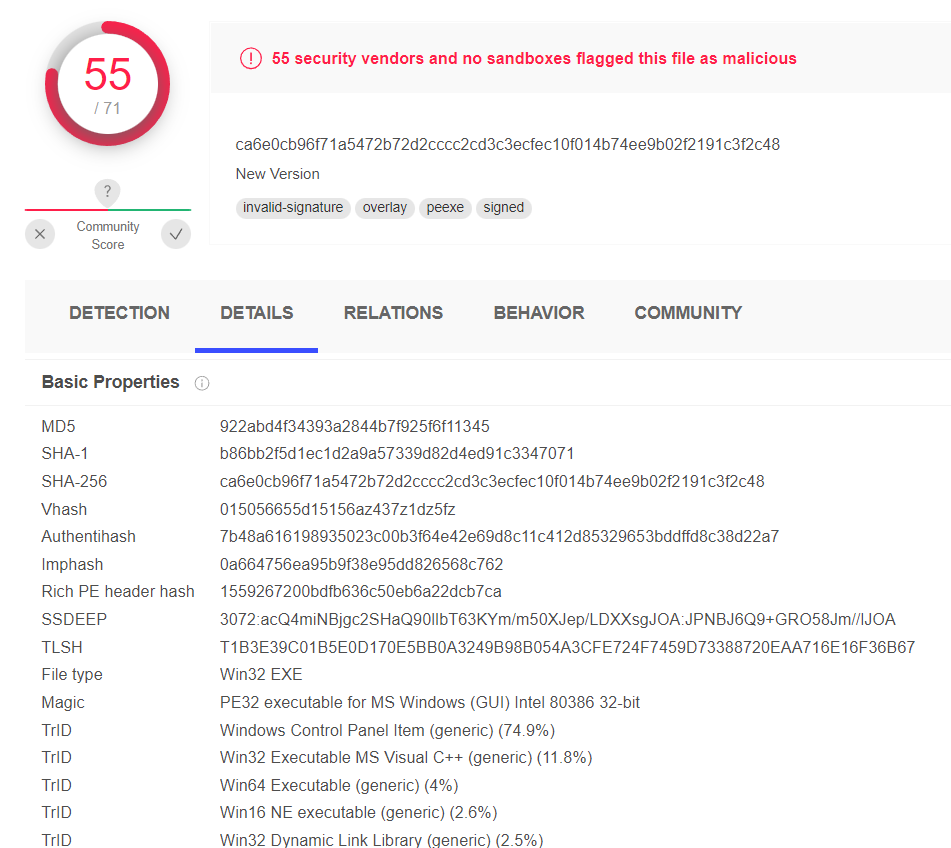 55
/ 71
?
Community
Score
55 security vendors and no sandboxes flagged this file as malicious
ca6e0cb96f71a5472b72d2cccc2cd3c3ecfec10f014b74ee9b02f2191c3f2c48
New Version
invalid-signature overlay peexe signed
DETECTION DETAILS RELATIONS BEHAVIOR COMMUNITY
Basic Properties
MD5 922abd4f34393a2844b7f925f6f11345
SHA-1 b86bb2f5d1ec1d2a9a57339d82d4ed91c3347071
SHA-256 ca6e0cb96f71a5472b72d2cccc2cd3c3ecfec10f014b74ee9b02f2191c3f2c48
Vhash 015056655d15156az437z1dz5fz
Authentihash 7b48a616198935023c00b3f64e42e69d8c11c412d85329653bddffd8c38d22a7
Imphash 0a664756ea95b9f38e95dd826568c762
Rich PE header hash 1559267200bdfb636c50eb6a22dcb7ca
SSDEEP 3072:acQ4miNBjgc2SHaQ90llbT63KYm/m50XJep/LDXXsgJOA:JPNBJ6Q9+GRO58Jm//lJOA
TLSH T1B3E39C01B5E0D170E5BB0A3249B98B054A3CFE724F7459D73388720EAA716E16F36B67
File type Win32 EXE
Magic PE32 executable for MS Windows (GUI) Intel 80386 32-bit
TrID Windows Control Panel Item (generic) (74.9%)
TrID Win32 Executable MS Visual C++ (generic) (11.8%)
TrID Win64 Executable (generic) (4%)
TrID Win16 NE executable (generic) (2.6%)
TrID Win32 Dynamic Link Library (generic) (2.5%)